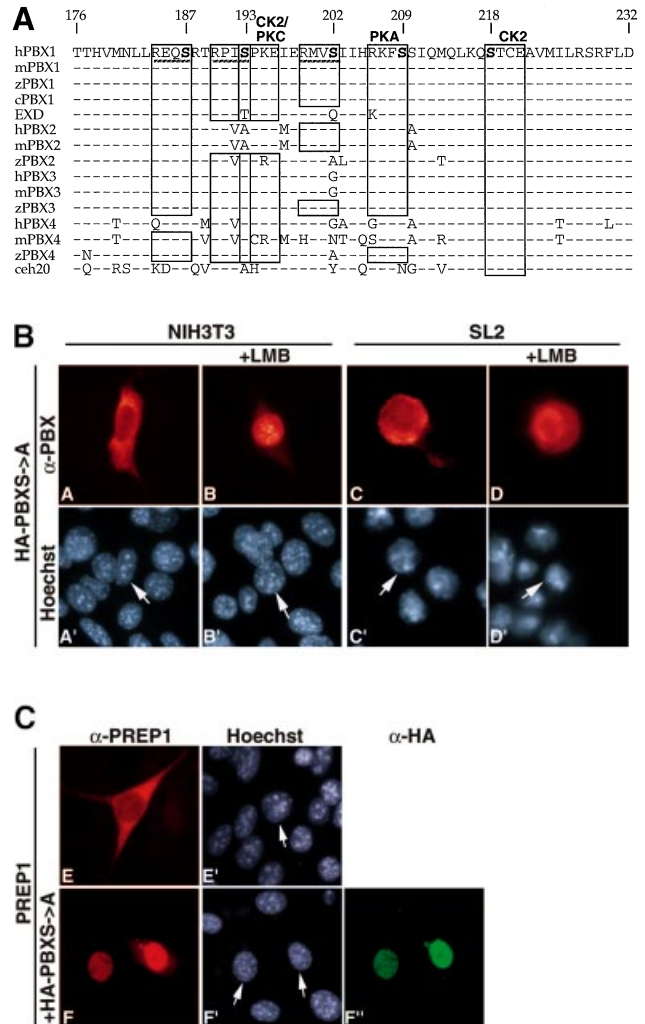 A
CK2/
176 187 193 PKC 202 PKA 209 218 CK2 232
hPBX1 TTHVMNLLREQSRTRPISPKEIERMVSIIHRKFSSIQMQLKQSTCEAVMILRSRFLD
mPBX1 ---------------------------------------------------------
zPBX1 ---------------------------------------------------------
cPBX1 ---------------------------------------------------------
EXD -----------------T--------Q---K--------------------------
hPBX2 ----------------VA---M------------A----------------------
mPBX2 ----------------VA---M------------A----------------------
zPBX2 ----------------V--R------AL---------T-------------------
hPBX3 --------------------------G------------------------------
mPBX3 --------------------------G------------------------------
zPBX3 ---------------------------------------------------------
hPBX4 ----T---Q----M--V---------GA--G---A--------------T----L--
mPBX4 ----T--------V--V-CR-M-H--NT-QS---A--R-----------T-------
zPBX4 -N------------------------A------------------------------
ceh20 -Q--RS--KD--QV---AH-------Y--Q---NG--V-------------------
B
NIH3T3 SL2
+LMB +LMB
HA-PBXS->A
α-PBX
A B C D
Hoechst
A' B' C' D'
C
α-PREP1 Hoechst α-HA
PREP1
E E'
+HA-PBXS->A
F F' F"